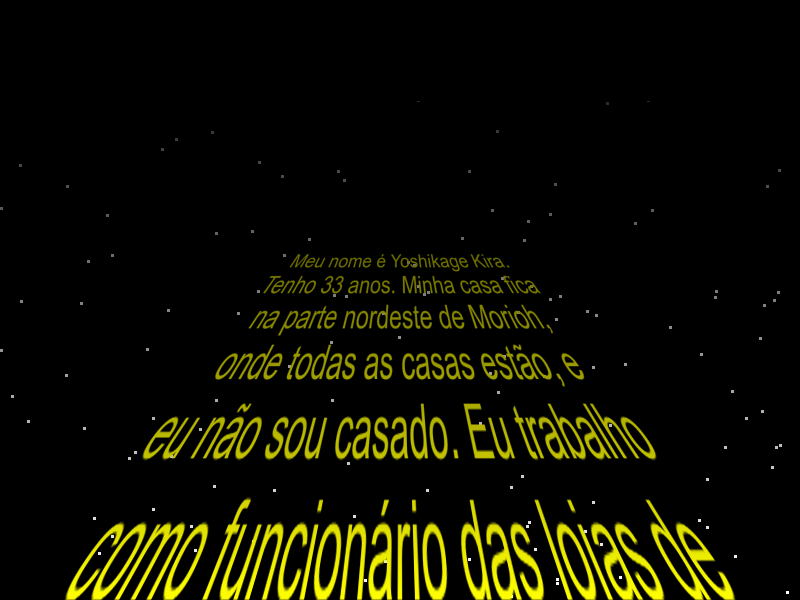 Meu nome é Yoshikage Kira.
Tenho 33 anos. Minha casa fica
na parte nordeste de Morioh,
onde todas as casas estão, e
eu não sou casado. Eu trabalho
como funcionário das lojas de